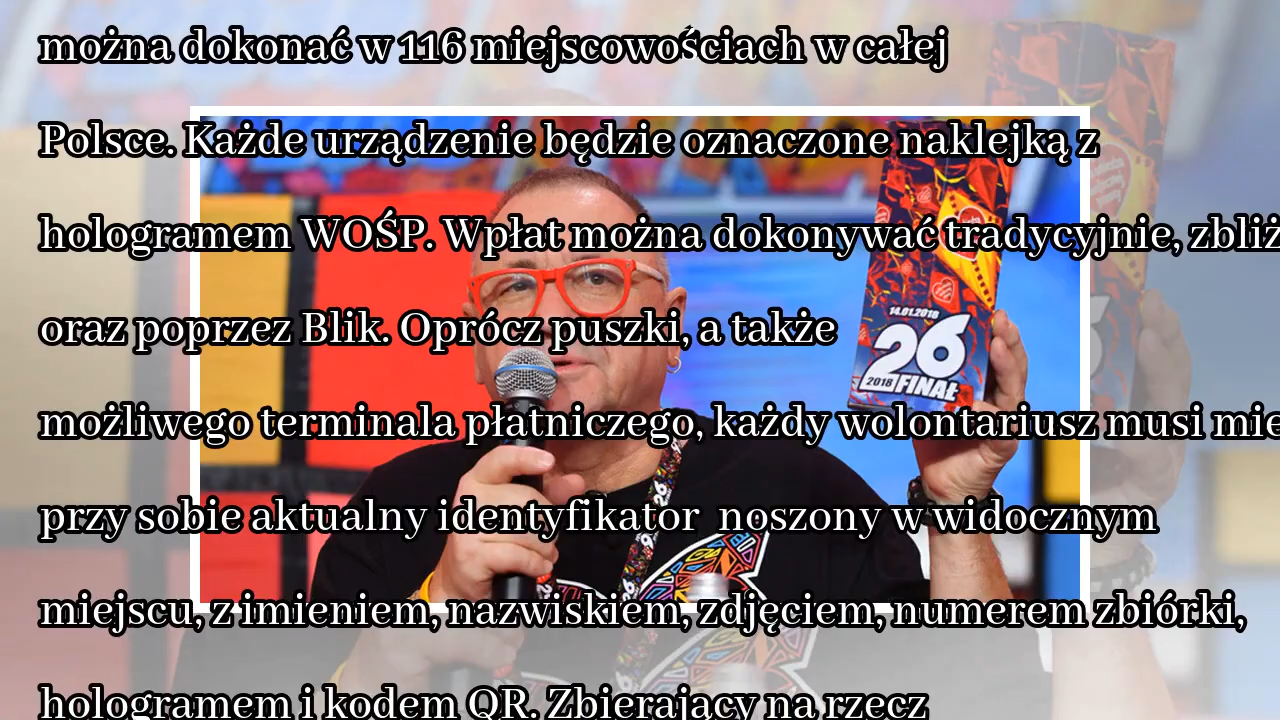 można dokonać w 116 miejscowościach w całej
Polsce. Każde urządzenie będzie oznaczone naklejką z
hologramem WOŚP. Wpłat można dokonywać tradycyjnie, zbliż
oraz poprzez Blik. Oprócz puszki, a także
możliwego terminala płatniczego, każdy wolontariusz musi mie
przy sobie aktualny identyfikator noszony w widocznym
miejscu, z imieniem, nazwiskiem, zdjęciem, numerem zbiórki,
hologramem i kodem QR. Zbierający na rzecz
14.01.2018
26
2018 FINAŁ